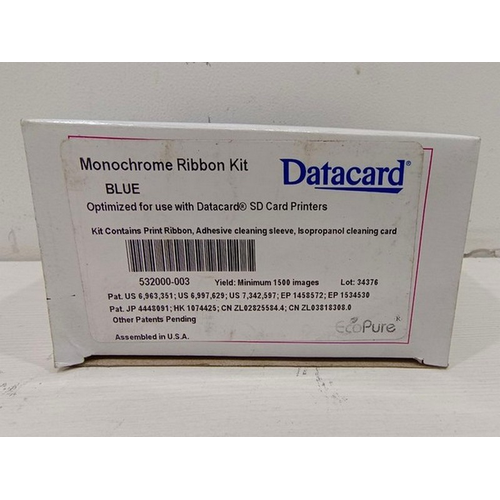 Monochrome Ribbon Kit
Datacard®
BLUE
Optimized for use with Datacard® SD Card Printers
Kit Contains Print Ribbon, Adhesive cleaning sleeve, Isopropanol cleaning card
532000-003 Yield: Minimum 1500 images Lot: 34376
Pat. US 6,963,351; US 6,997,629; US 7,342,597; EP 1458572; EP 1534530
Pat. JP 4448091; HK 1074425; CN ZL02825584.4; CN ZL03818308.0
Other Patents Pending
EcoPure®
Assembled in U.S.A.